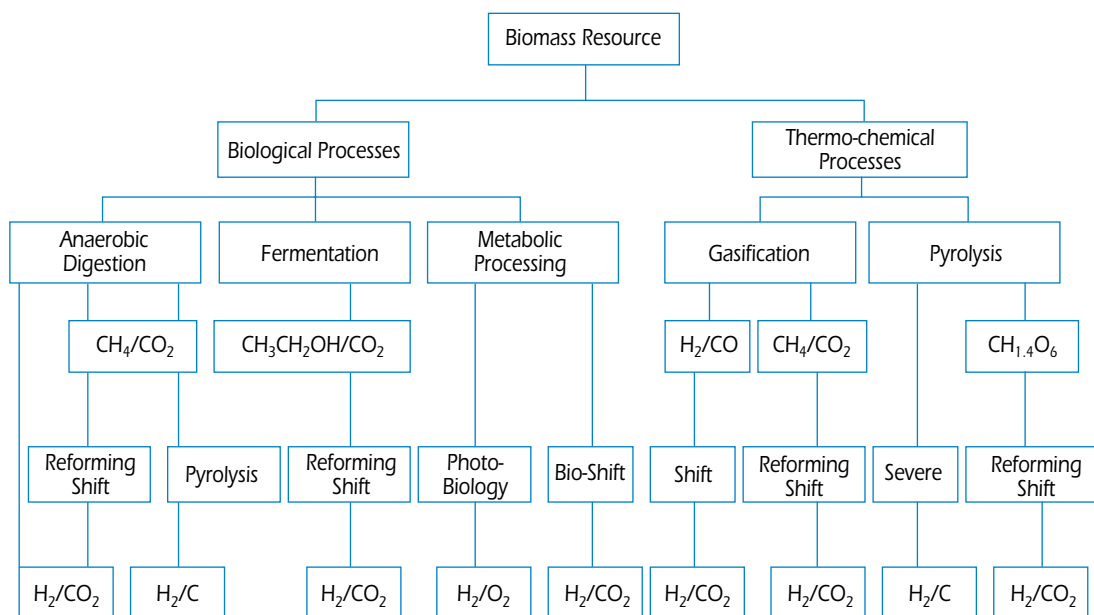 Biomass Resource
Biological Processes
Thermo-chemical
Processes
Anaerobic
Digestion
Fermentation
Metabolic
Processing
Gasification
Pyrolysis
CH₄/CO₂
CH₃CH₂OH/CO₂
H₂/CO
CH₄/CO₂
CH₁.₄O₆
Reforming
Shift
Pyrolysis
Reforming
Shift
Photo-
Biology
Bio-Shift
Shift
Reforming
Shift
Severe
Reforming
Shift
H₂/CO₂
H₂/C
H₂/CO₂
H₂/O₂
H₂/CO₂
H₂/CO₂
H₂/CO₂
H₂/C
H₂/CO₂